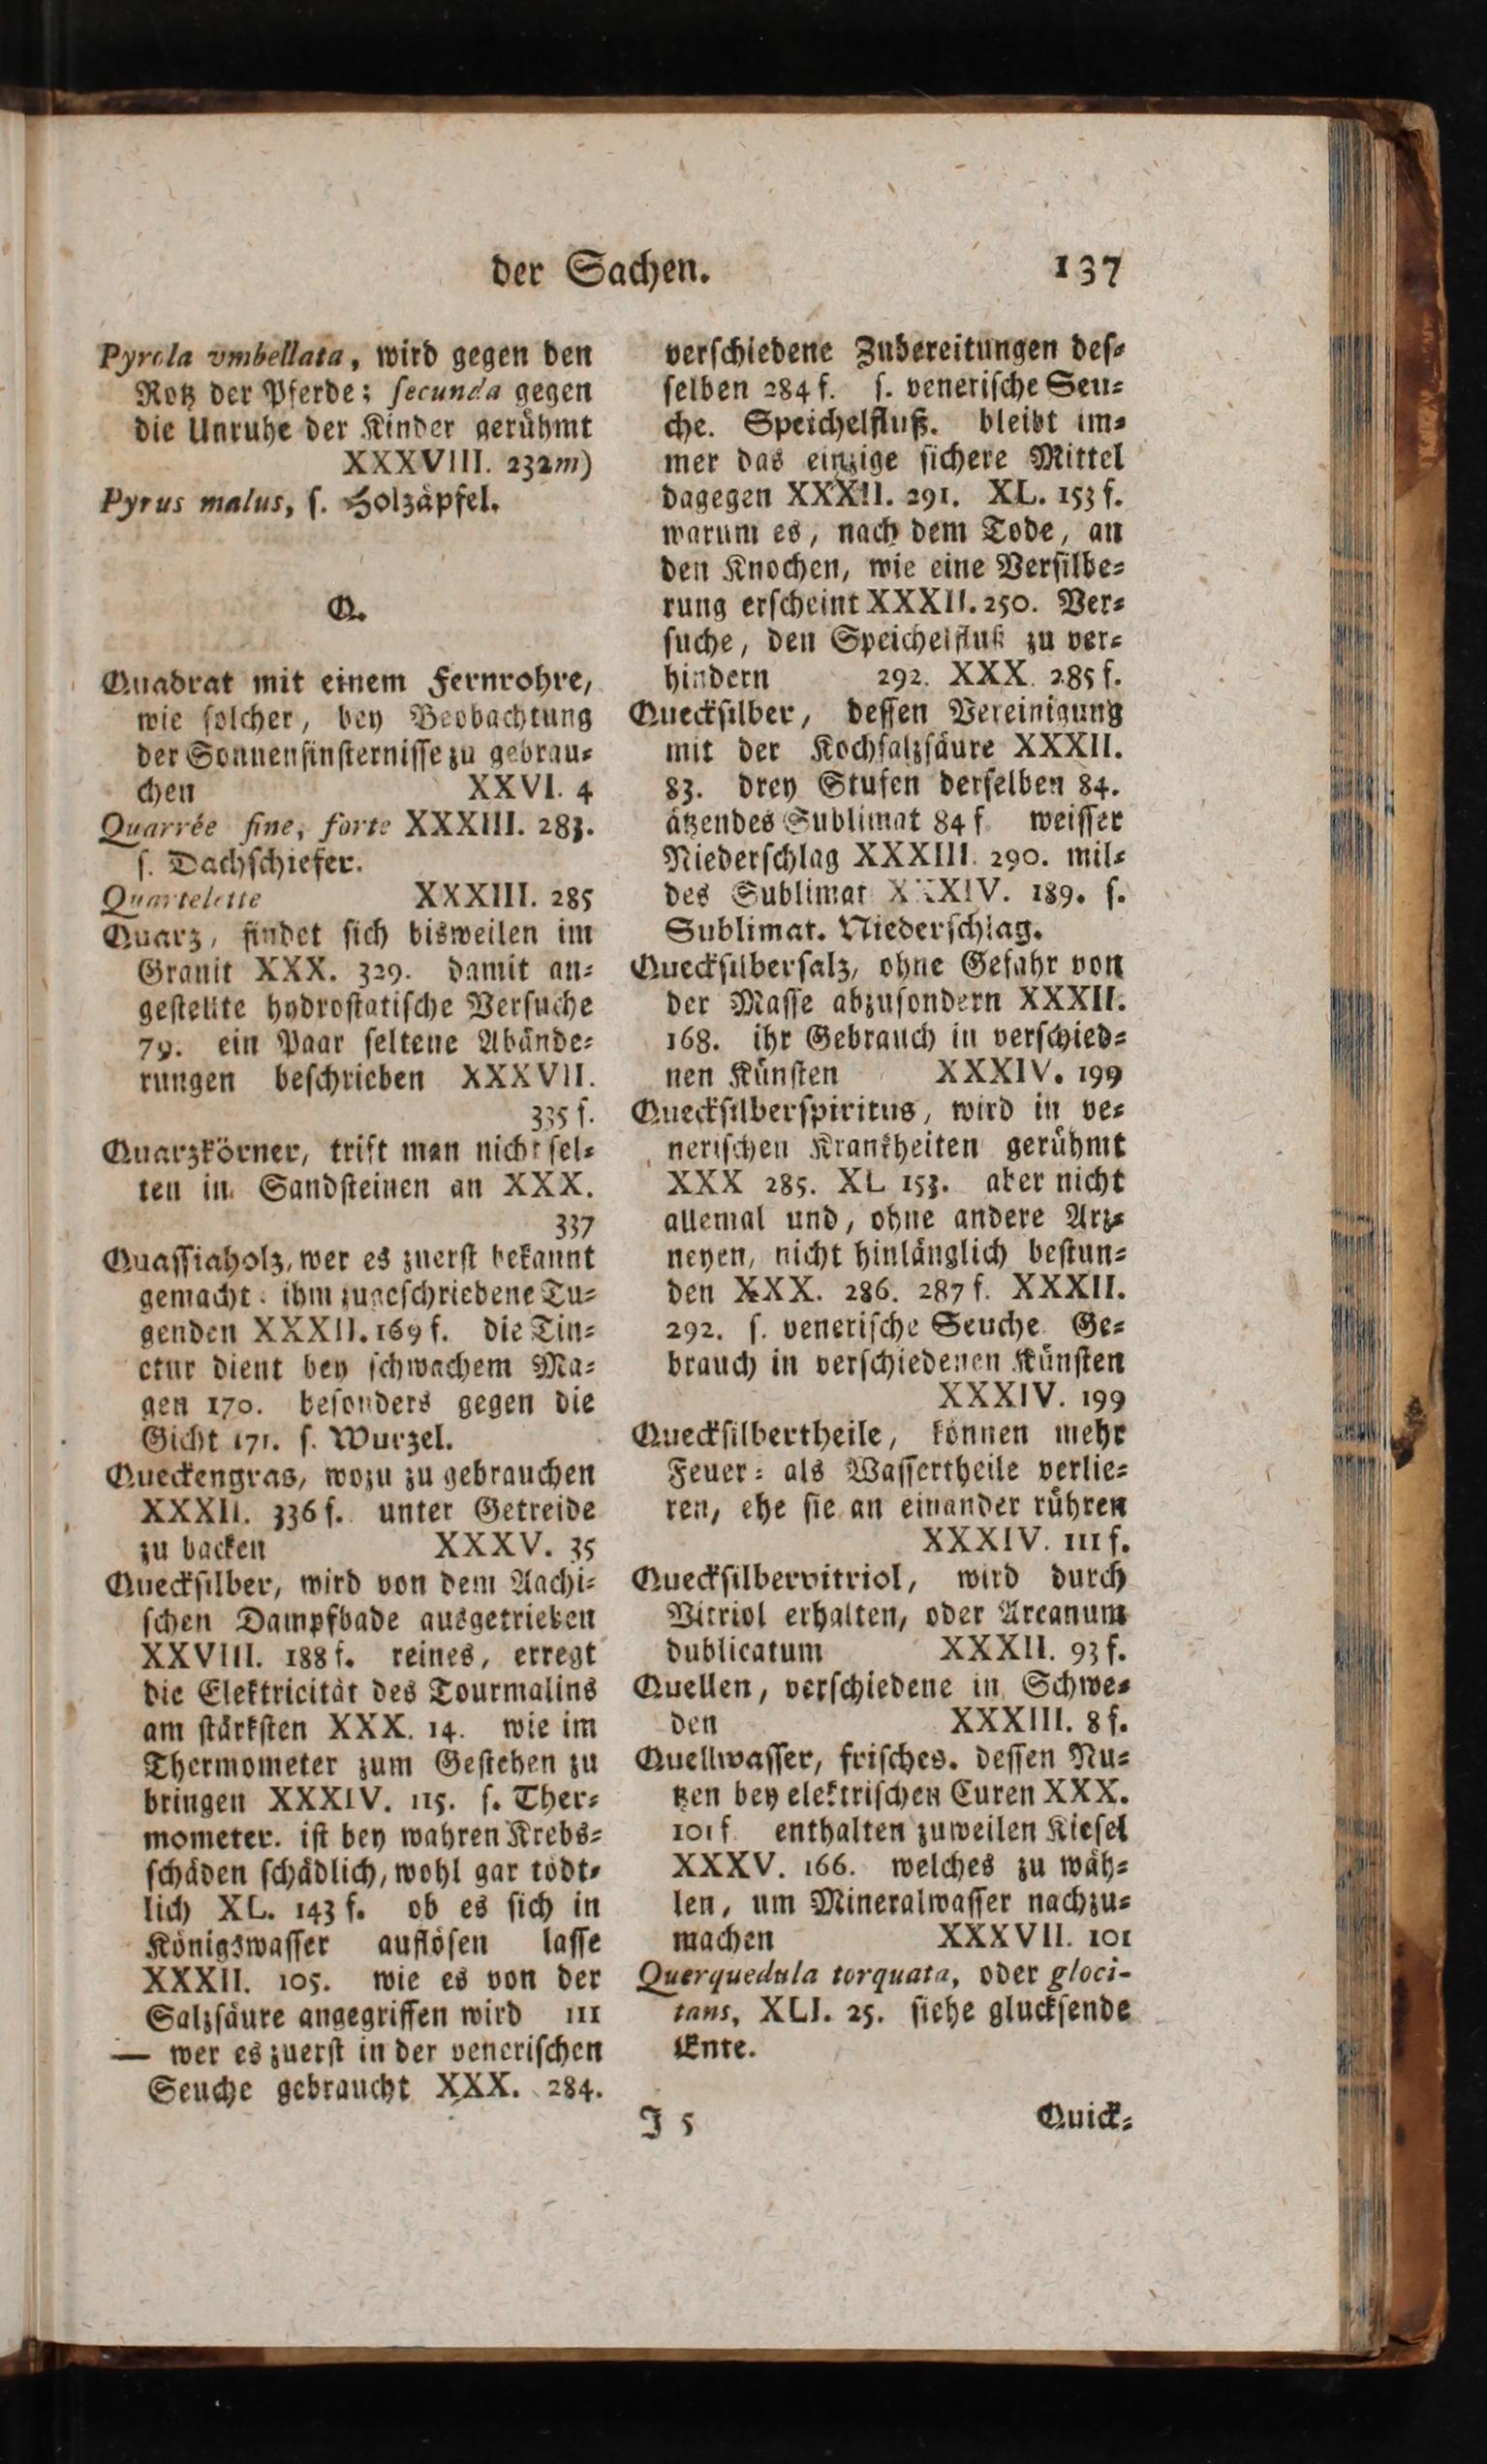 der Sachen. 137
Pyrola vmbellata, wird gegen den
Rotz der Pferde; ſecunda gegen
die Unruhe der Kinder gerühmt
XXXVIII. 232m)
Pyrus malus, ſ. Holzäpfel.
Q.
Quadrat mit einem Fernrohre,
wie ſolcher, bey Beobachtung
der Sonnenfinſterniſſe zu gebrau⸗
chen XXVI. 4
Quarrée fine, forte XXXIII. 283.
ſ. Dachſchiefer.
Quartelette XXXIII. 285
Quarz, findet ſich bisweilen im
Granit XXX. 329. damit an⸗
geſtellte hydroſtatiſche Verſuche
79. ein Paar ſeltene Abände⸗
rungen beſchrieben XXXVII.
335 f.
Quarzkörner, trift man nicht ſel⸗
ten in Sandſteinen an XXX.
337
Quaſſiaholz, wer es zuerſt bekannt
gemacht. ihm zugeſchriebene Tu⸗
genden XXXII. 169 f. die Tin⸗
ctur dient bey ſchwachem Ma⸗
gen 170. beſonders gegen die
Gicht 171. ſ. Wurzel.
Queckengras, wozu zu gebrauchen
XXXII. 336 f. unter Getreide
zu backen XXXV. 35
Queckſilber, wird von dem Aachi⸗
ſchen Dampfbade ausgetrieben
XXVIII. 188 f. reines, erregt
die Elektricität des Tourmalins
am ſtärkſten XXX. 14. wie im
Thermometer zum Geſtehen zu
bringen XXXIV. 115. ſ. Ther⸗
mometer. iſt bey wahren Krebs⸗
ſchäden ſchädlich, wohl gar tödt⸗
lich XL. 143 f. ob es ſich in
Königswaſſer auflöſen laſſe
XXXII. 105. wie es von der
Salzſäure angegriffen wird 111
— wer es zuerſt in der veneriſchen
Seuche gebraucht XXX. 284.
verſchiedene Zubereitungen deſ⸗
ſelben 284 f. ſ. veneriſche Seu⸗
che. Speichelfluß. bleibt im⸗
mer das einzige ſichere Mittel
dagegen XXXII. 291. XL. 153 f.
warum es, nach dem Tode, an
den Knochen, wie eine Verſilbe⸗
rung erſcheint XXXII. 250. Ver⸗
ſuche, den Speichelfluß zu ver⸗
hindern 292. XXX. 285 f.
Queckſilber, deſſen Vereinigung
mit der Kochſalzſäure XXXII.
83. drey Stufen derſelben 84.
ätzendes Sublimat 84 f. weiſſer
Niederſchlag XXXIII. 290. mil⸗
des Sublimat XXXIV. 189. ſ.
Sublimat. Niederſchlag.
Queckſilberſalz, ohne Gefahr von
der Maſſe abzuſondern XXXII.
168. ihr Gebrauch in verſchied⸗
nen Künſten XXXIV. 199
Queckſilberſpiritus, wird in ve⸗
neriſchen Krankheiten gerühmt
XXX 285. XL 153. aber nicht
allemal und, ohne andere Arz⸗
neyen, nicht hinlänglich beſtun⸗
den XXX. 286. 287 f. XXXII.
292. ſ. veneriſche Seuche. Ge⸗
brauch in verſchiedenen Künſten
XXXIV. 199
Queckſilbertheile, können mehr
Feuer⸗ als Waſſertheile verlie⸗
ren, ehe ſie an einander rühren
XXXIV. 111 f.
Queckſilbervitriol, wird durch
Vitriol erhalten, oder Arcanum
dublicatum XXXII. 93 f.
Quellen, verſchiedene in Schwe⸗
den XXXIII. 8 f.
Quellwaſſer, friſches. deſſen Nu⸗
tzen bey elektriſchen Curen XXX.
101 f. enthalten zuweilen Kieſel
XXXV. 166. welches zu wäh⸗
len, um Mineralwaſſer nachzu⸗
machen XXXVII. 101
Querquedula torquata, oder gloci-
tans, XLI. 25. ſiehe gluckſende
Ente.
J 5 Quick⸗